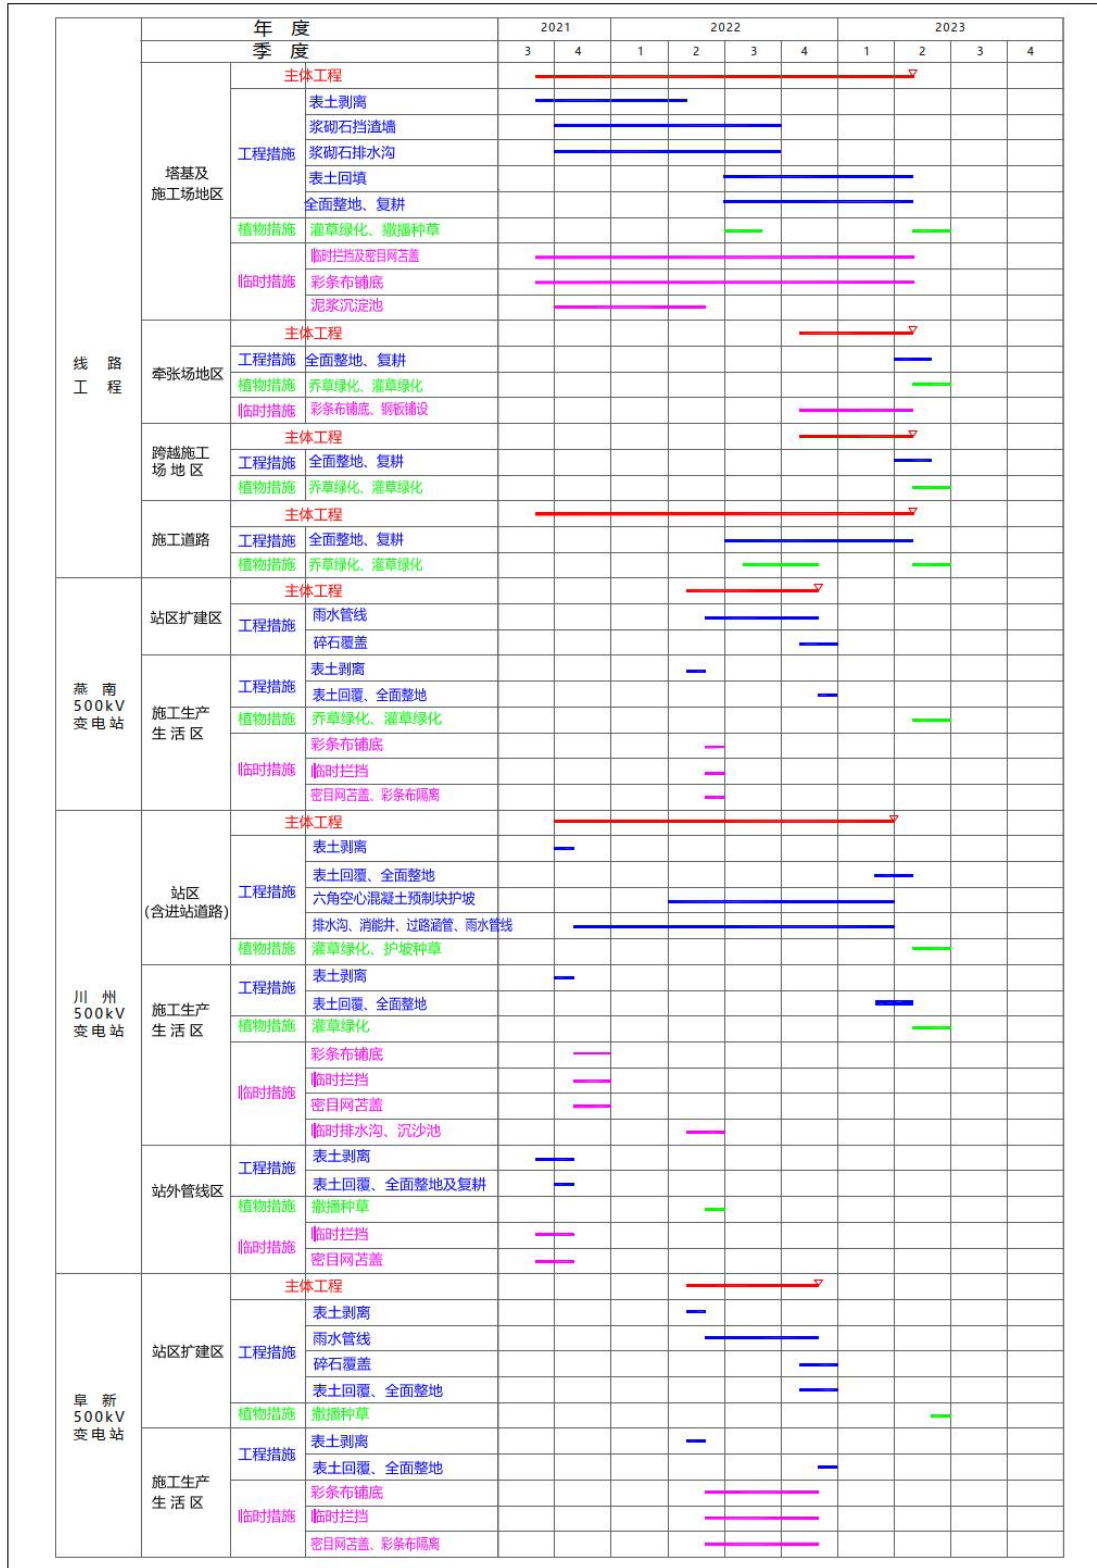 年 度 2021 2022 2023
季 度 3 4 1 2 3 4 1 2 3 4
线 路
工 程
塔基及
施工场地区
主体工程
工程措施
表土剥离
浆砌石挡渣墙
浆砌石排水沟
表土回填
全面整地、复耕
植物措施 灌草绿化、撒播种草
临时措施
临时拦挡及密目网苫盖
彩条布铺底
泥浆沉淀池
牵张场地区
主体工程
工程措施 全面整地、复耕
植物措施 乔草绿化、灌草绿化
临时措施 彩条布铺底、钢板铺设
跨越施工
场 地 区
主体工程
工程措施 全面整地、复耕
植物措施 乔草绿化、灌草绿化
施工道路
主体工程
工程措施 全面整地、复耕
植物措施 乔草绿化、灌草绿化
燕 南
500kV
变电站
站区扩建区
主体工程
工程措施
雨水管线
碎石覆盖
施工生产
生 活 区
工程措施
表土剥离
表土回覆、全面整地
植物措施 乔草绿化、灌草绿化
临时措施
彩条布铺底
临时拦挡
密目网苫盖、彩条布隔离
川 州
500kV
变电站
站区
(含进站道路)
主体工程
工程措施
表土剥离
表土回覆、全面整地
六角空心混凝土预制块护坡
排水沟、消能井、过路涵管、雨水管线
植物措施 灌草绿化、护坡种草
施工生产
生 活 区
工程措施
表土剥离
表土回覆、全面整地
植物措施 灌草绿化
临时措施
彩条布铺底
临时拦挡
密目网苫盖
临时排水沟、沉沙池
站外管线区
工程措施
表土剥离
表土回覆、全面整地及复耕
植物措施 撒播种草
临时措施
临时拦挡
密目网苫盖
阜 新
500kV
变电站
站区扩建区
主体工程
工程措施
表土剥离
雨水管线
碎石覆盖
表土回覆、全面整地
植物措施 撒播种草
施工生产
生 活 区
工程措施
表土剥离
表土回覆、全面整地
临时措施
彩条布铺底
临时拦挡
密目网苫盖、彩条布隔离